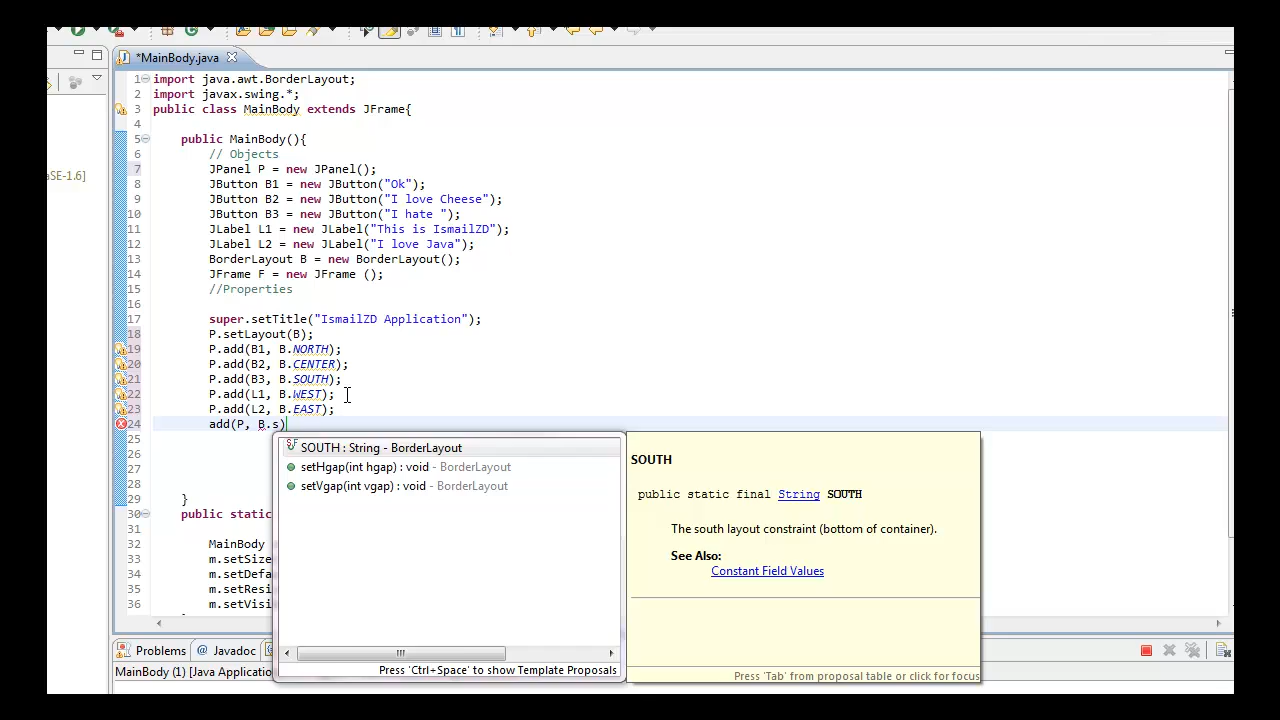 *MainBody.java
aSE-1.6]
1 import java.awt.BorderLayout;
2 import javax.swing.*;
3 public class MainBody extends JFrame{
4
5 public MainBody(){
6 // Objects
7 JPanel P = new JPanel();
8 JButton B1 = new JButton("Ok");
9 JButton B2 = new JButton("I love Cheese");
10 JButton B3 = new JButton("I hate ");
11 JLabel L1 = new JLabel("This is IsmailZD");
12 JLabel L2 = new JLabel("I love Java");
13 BorderLayout B = new BorderLayout();
14 JFrame F = new JFrame ();
15 //Properties
16
17 super.setTitle("IsmailZD Application");
18 P.setLayout(B);
19 P.add(B1, B.NORTH);
20 P.add(B2, B.CENTER);
21 P.add(B3, B.SOUTH);
22 P.add(L1, B.WEST);
23 P.add(L2, B.EAST);
24 add(P, B.s)
25
26
27
28
29 }
30 public static
31
32 MainBody
33 m.setSize
34 m.setDefa
35 m.setResi
36 m.setVisi
SOUTH : String - BorderLayout
setHgap(int hgap) : void - BorderLayout
setVgap(int vgap) : void - BorderLayout
Press 'Ctrl+Space' to show Template Proposals
SOUTH
public static final String SOUTH
The south layout constraint (bottom of container).
See Also:
Constant Field Values
Press 'Tab' from proposal table or click for focus
Problems @ Javadoc
MainBody (1) [Java Applicatio